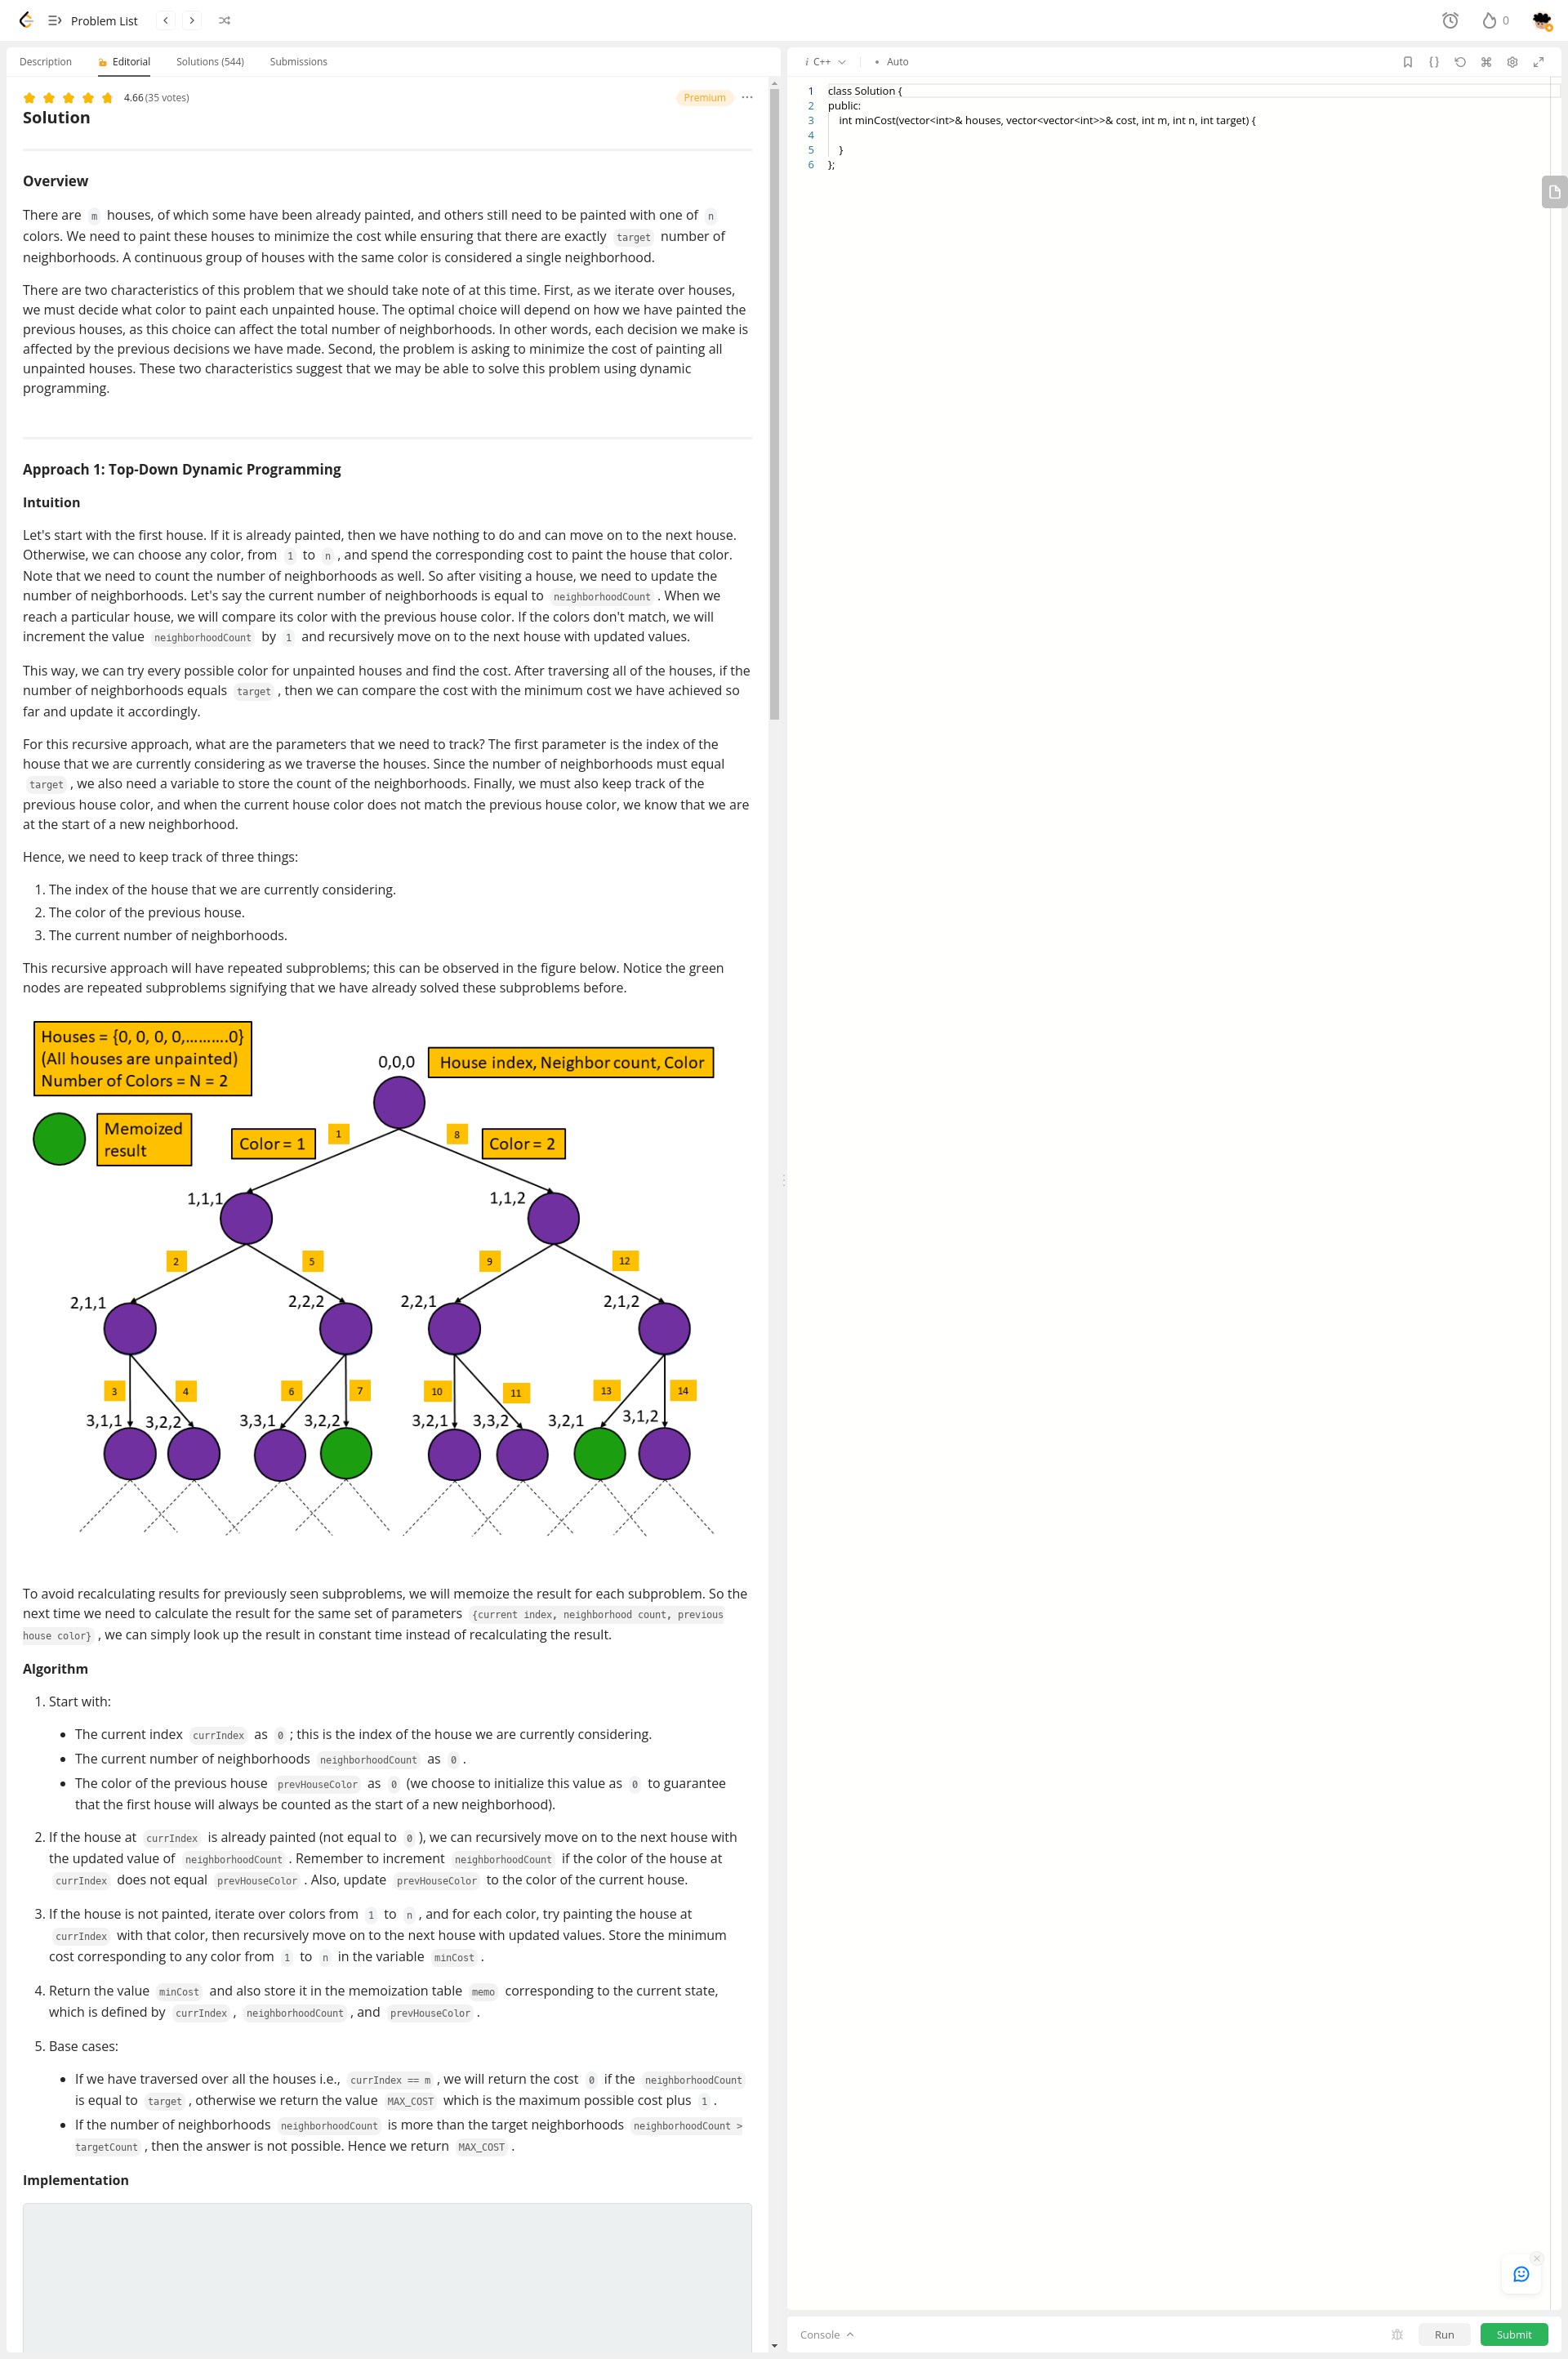 Problem List
0
Description
Editorial
Solutions (544)
Submissions
4.66 (35 votes)
Premium
Solution
Overview
There are m houses, of which some have been already painted, and others still need to be painted with one of n
colors. We need to paint these houses to minimize the cost while ensuring that there are exactly target number of
neighborhoods. A continuous group of houses with the same color is considered a single neighborhood.
There are two characteristics of this problem that we should take note of at this time. First, as we iterate over houses,
we must decide what color to paint each unpainted house. The optimal choice will depend on how we have painted the
previous houses, as this choice can affect the total number of neighborhoods. In other words, each decision we make is
affected by the previous decisions we have made. Second, the problem is asking to minimize the cost of painting all
unpainted houses. These two characteristics suggest that we may be able to solve this problem using dynamic
programming.
Approach 1: Top-Down Dynamic Programming
Intuition
Let's start with the first house. If it is already painted, then we have nothing to do and can move on to the next house.
Otherwise, we can choose any color, from 1 to n , and spend the corresponding cost to paint the house that color.
Note that we need to count the number of neighborhoods as well. So after visiting a house, we need to update the
number of neighborhoods. Let's say the current number of neighborhoods is equal to neighborhoodCount . When we
reach a particular house, we will compare its color with the previous house color. If the colors don't match, we will
increment the value neighborhoodCount by 1 and recursively move on to the next house with updated values.
This way, we can try every possible color for unpainted houses and find the cost. After traversing all of the houses, if the
number of neighborhoods equals target , then we can compare the cost with the minimum cost we have achieved so
far and update it accordingly.
For this recursive approach, what are the parameters that we need to track? The first parameter is the index of the
house that we are currently considering as we traverse the houses. Since the number of neighborhoods must equal
target , we also need a variable to store the count of the neighborhoods. Finally, we must also keep track of the
previous house color, and when the current house color does not match the previous house color, we know that we are
at the start of a new neighborhood.
Hence, we need to keep track of three things:
1. The index of the house that we are currently considering.
2. The color of the previous house.
3. The current number of neighborhoods.
This recursive approach will have repeated subproblems; this can be observed in the figure below. Notice the green
nodes are repeated subproblems signifying that we have already solved these subproblems before.
Houses = {0, 0, 0, 0,..........0}
(All houses are unpainted)
Number of Colors = N = 2
0,0,0
House index, Neighbor count, Color
Memoized
result
Color = 1
1
8
Color = 2
1,1,1
1,1,2
2
5
9
12
2,1,1
2,2,2
2,2,1
2,1,2
3
4
6
7
10
11
13
14
3,1,1
3,2,2
3,3,1
3,2,2
3,2,1
3,3,2
3,2,1
3,1,2
To avoid recalculating results for previously seen subproblems, we will memoize the result for each subproblem. So the
next time we need to calculate the result for the same set of parameters {current index, neighborhood count, previous
house color} , we can simply look up the result in constant time instead of recalculating the result.
Algorithm
1. Start with:
• The current index currIndex as 0 ; this is the index of the house we are currently considering.
• The current number of neighborhoods neighborhoodCount as 0 .
• The color of the previous house prevHouseColor as 0 (we choose to initialize this value as 0 to guarantee
that the first house will always be counted as the start of a new neighborhood).
2. If the house at currIndex is already painted (not equal to 0 ), we can recursively move on to the next house with
the updated value of neighborhoodCount . Remember to increment neighborhoodCount if the color of the house at
currIndex does not equal prevHouseColor . Also, update prevHouseColor to the color of the current house.
3. If the house is not painted, iterate over colors from 1 to n , and for each color, try painting the house at
currIndex with that color, then recursively move on to the next house with updated values. Store the minimum
cost corresponding to any color from 1 to n in the variable minCost .
4. Return the value minCost and also store it in the memoization table memo corresponding to the current state,
which is defined by currIndex , neighborhoodCount , and prevHouseColor .
5. Base cases:
• If we have traversed over all the houses i.e., currIndex == m , we will return the cost 0 if the neighborhoodCount
is equal to target , otherwise we return the value MAX_COST which is the maximum possible cost plus 1 .
• If the number of neighborhoods neighborhoodCount is more than the target neighborhoods neighborhoodCount >
targetCount , then the answer is not possible. Hence we return MAX_COST .
Implementation
i C++
• Auto
1 class Solution {
2 public:
3 int minCost(vector<int>& houses, vector<vector<int>>& cost, int m, int n, int target) {
4
5 }
6 };
Console
Run
Submit